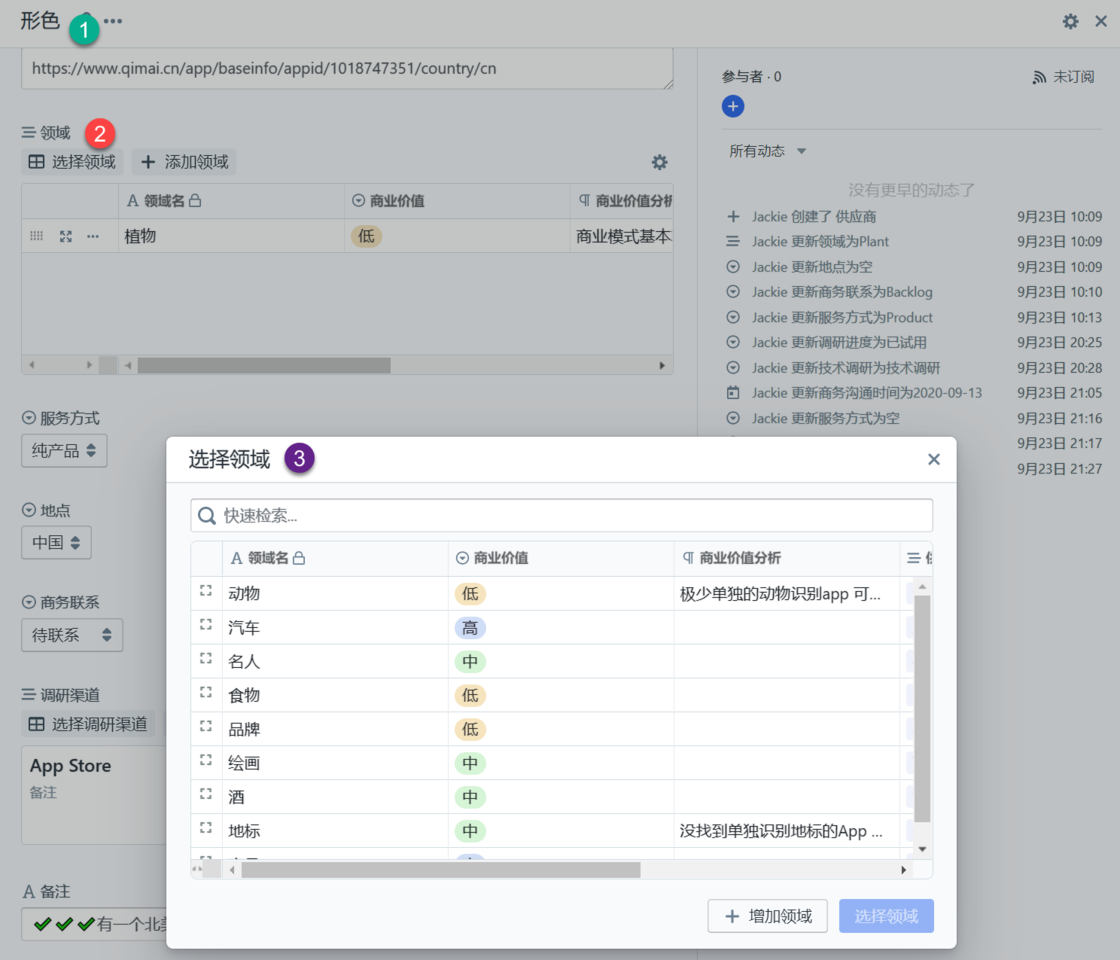 形色 1 •••
https://www.qimai.cn/app/baseinfo/appid/1018747351/country/cn
领域 2
选择领域 + 添加领域
A 领域名 商业价值 商业价值分析
植物 低 商业模式基本
服务方式
纯产品
地点
中国
商务联系
待联系
调研渠道
选择调研渠道
App Store
备注
A 备注
有一个北
参与者 · 0 未订阅
所有动态
没有更早的动态了
Jackie 创建了 供应商 9月23日 10:09
Jackie 更新领域为Plant 9月23日 10:09
Jackie 更新地点为空 9月23日 10:09
Jackie 更新商务联系为Backlog 9月23日 10:10
Jackie 更新服务方式为Product 9月23日 10:13
Jackie 更新调研进度为已试用 9月23日 20:25
Jackie 更新技术调研为技术调研 9月23日 20:28
Jackie 更新商务沟通时间为2020-09-13 9月23日 21:05
Jackie 更新服务方式为空 9月23日 21:16
9月23日 21:17
9月23日 21:27
选择领域 3
快速检索...
A 领域名 商业价值 商业价值分析
动物 低 极少单独的动物识别app 可...
汽车 高
名人 中
食物 低
品牌 低
绘画 中
酒 中
地标 中 没找到单独识别地标的App ...
+ 增加领域 选择领域